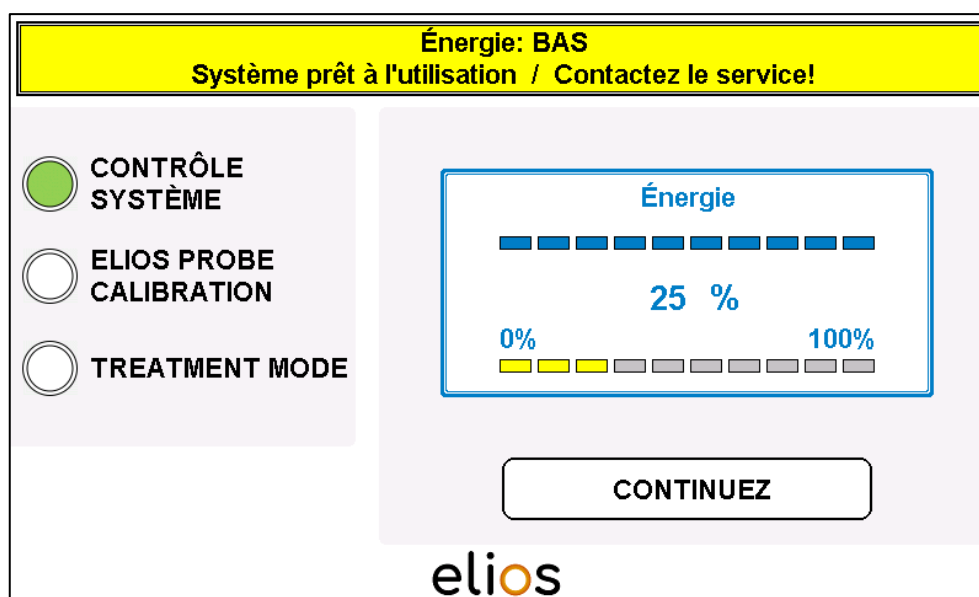 Énergie: BAS
Système prêt à l'utilisation / Contactez le service!
CONTRÔLE
SYSTÈME
ELIOS PROBE
CALIBRATION
TREATMENT MODE
Énergie
25 %
0% 100%
CONTINUEZ
elios